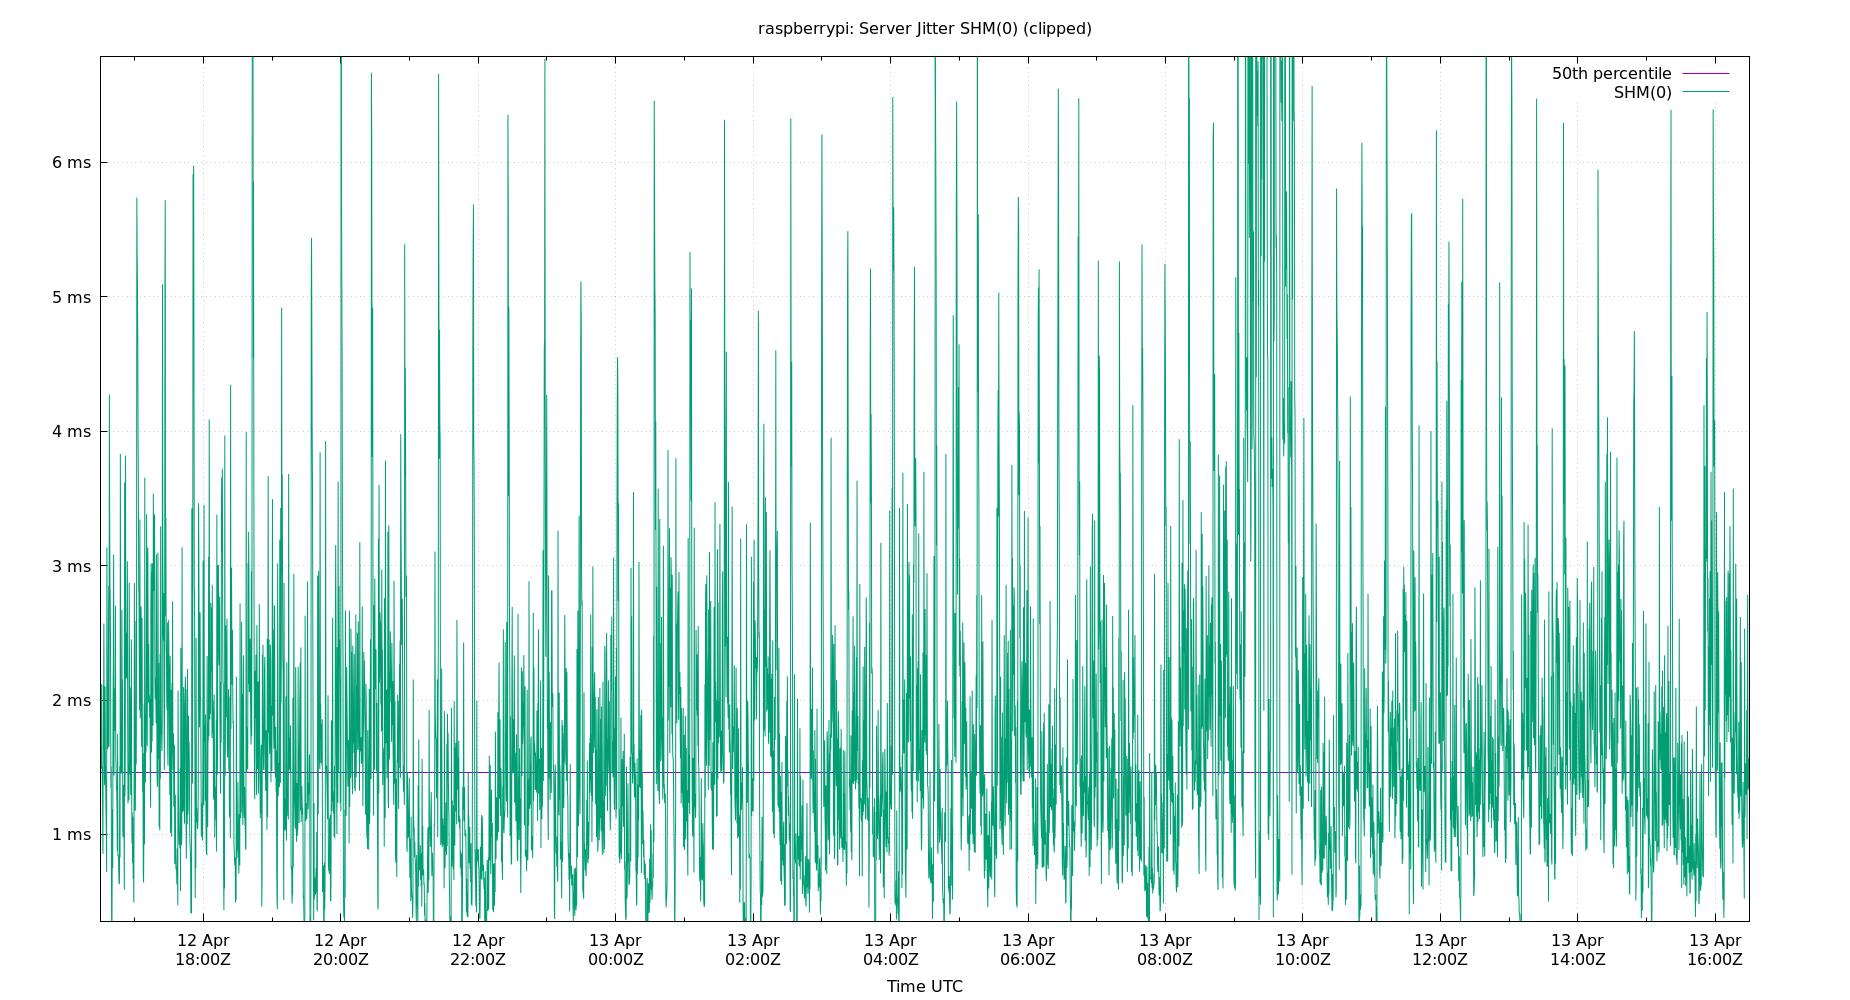 raspberrypi: Server Jitter SHM(0) (clipped)
50th percentile
SHM(0)
6 ms
5 ms
4 ms
3 ms
2 ms
1 ms
12 Apr 12 Apr 12 Apr 13 Apr 13 Apr 13 Apr 13 Apr 13 Apr 13 Apr 13 Apr 13 Apr 13 Apr
18:00Z 20:00Z 22:00Z 00:00Z 02:00Z 04:00Z 06:00Z 08:00Z 10:00Z 12:00Z 14:00Z 16:00Z
Time UTC